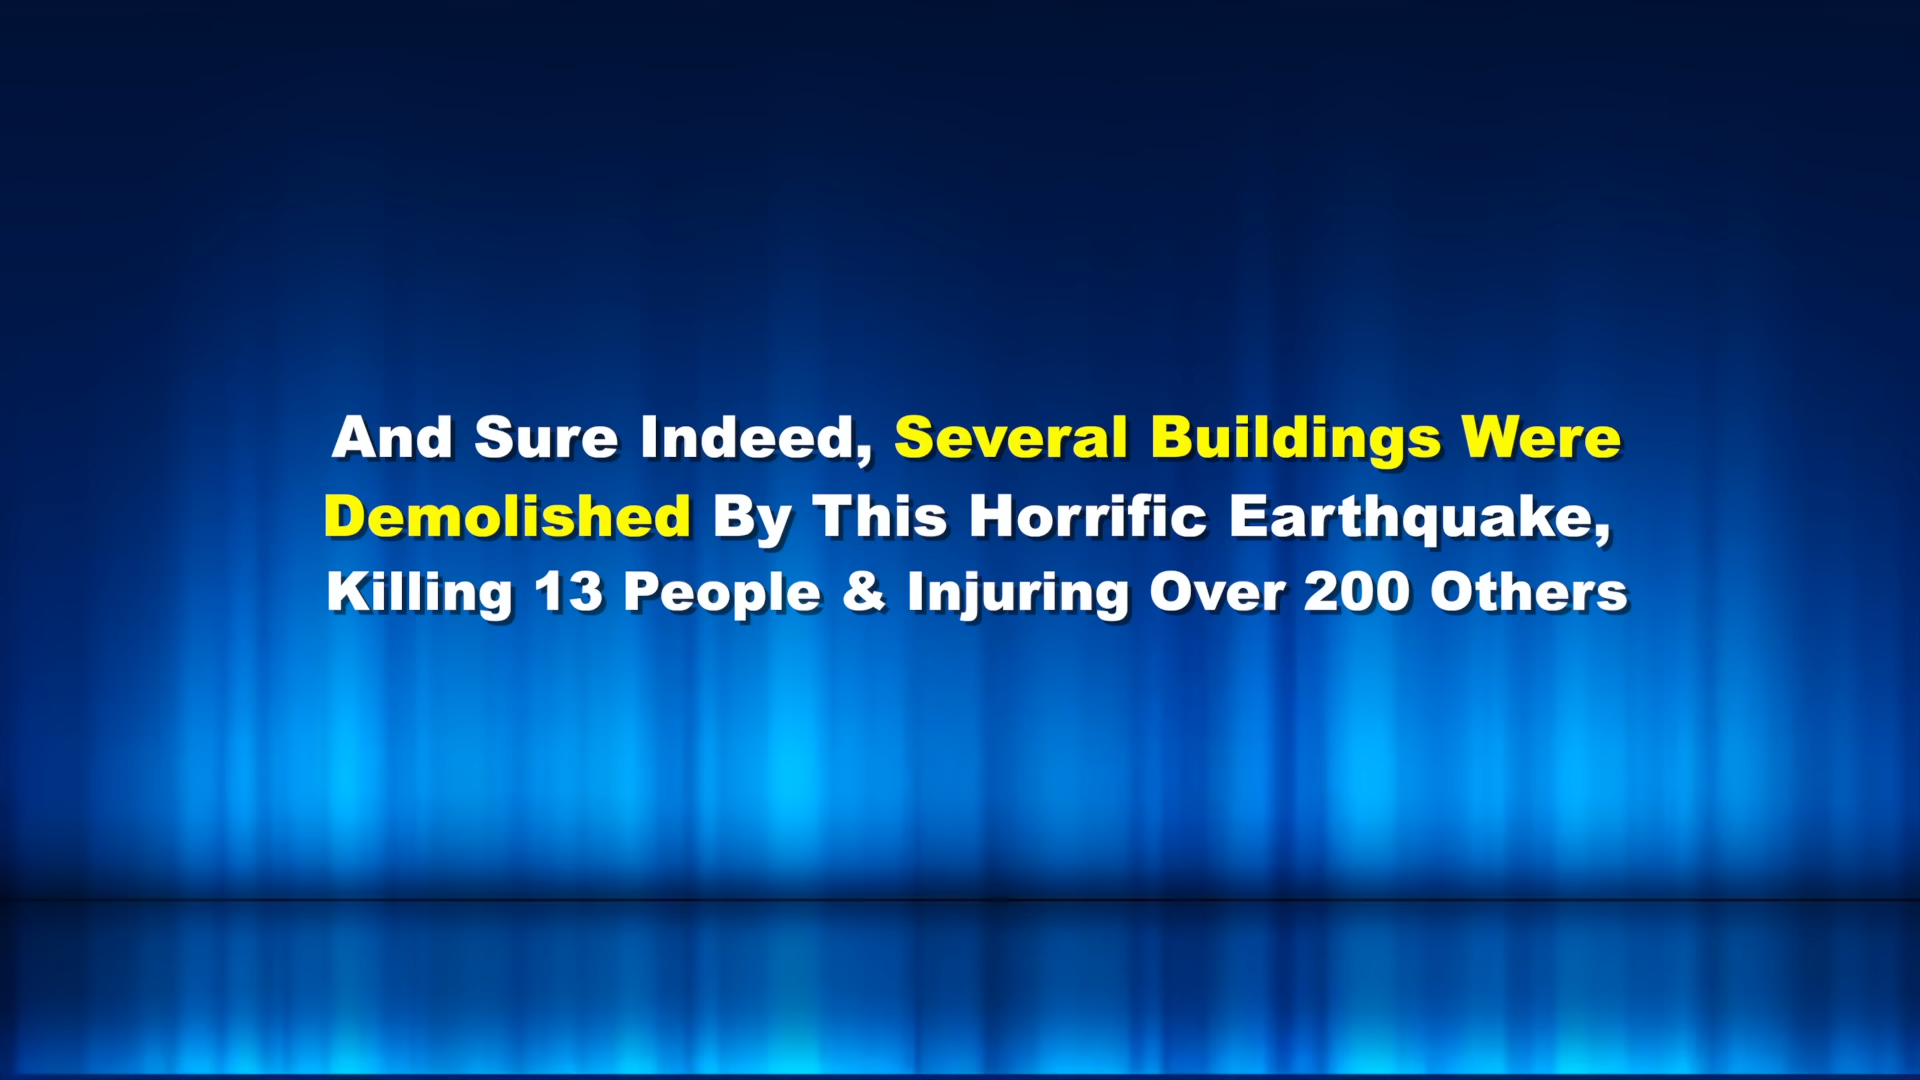 And Sure Indeed, Several Buildings Were
Demolished By This Horrific Earthquake,
Killing 13 People & Injuring Over 200 Others